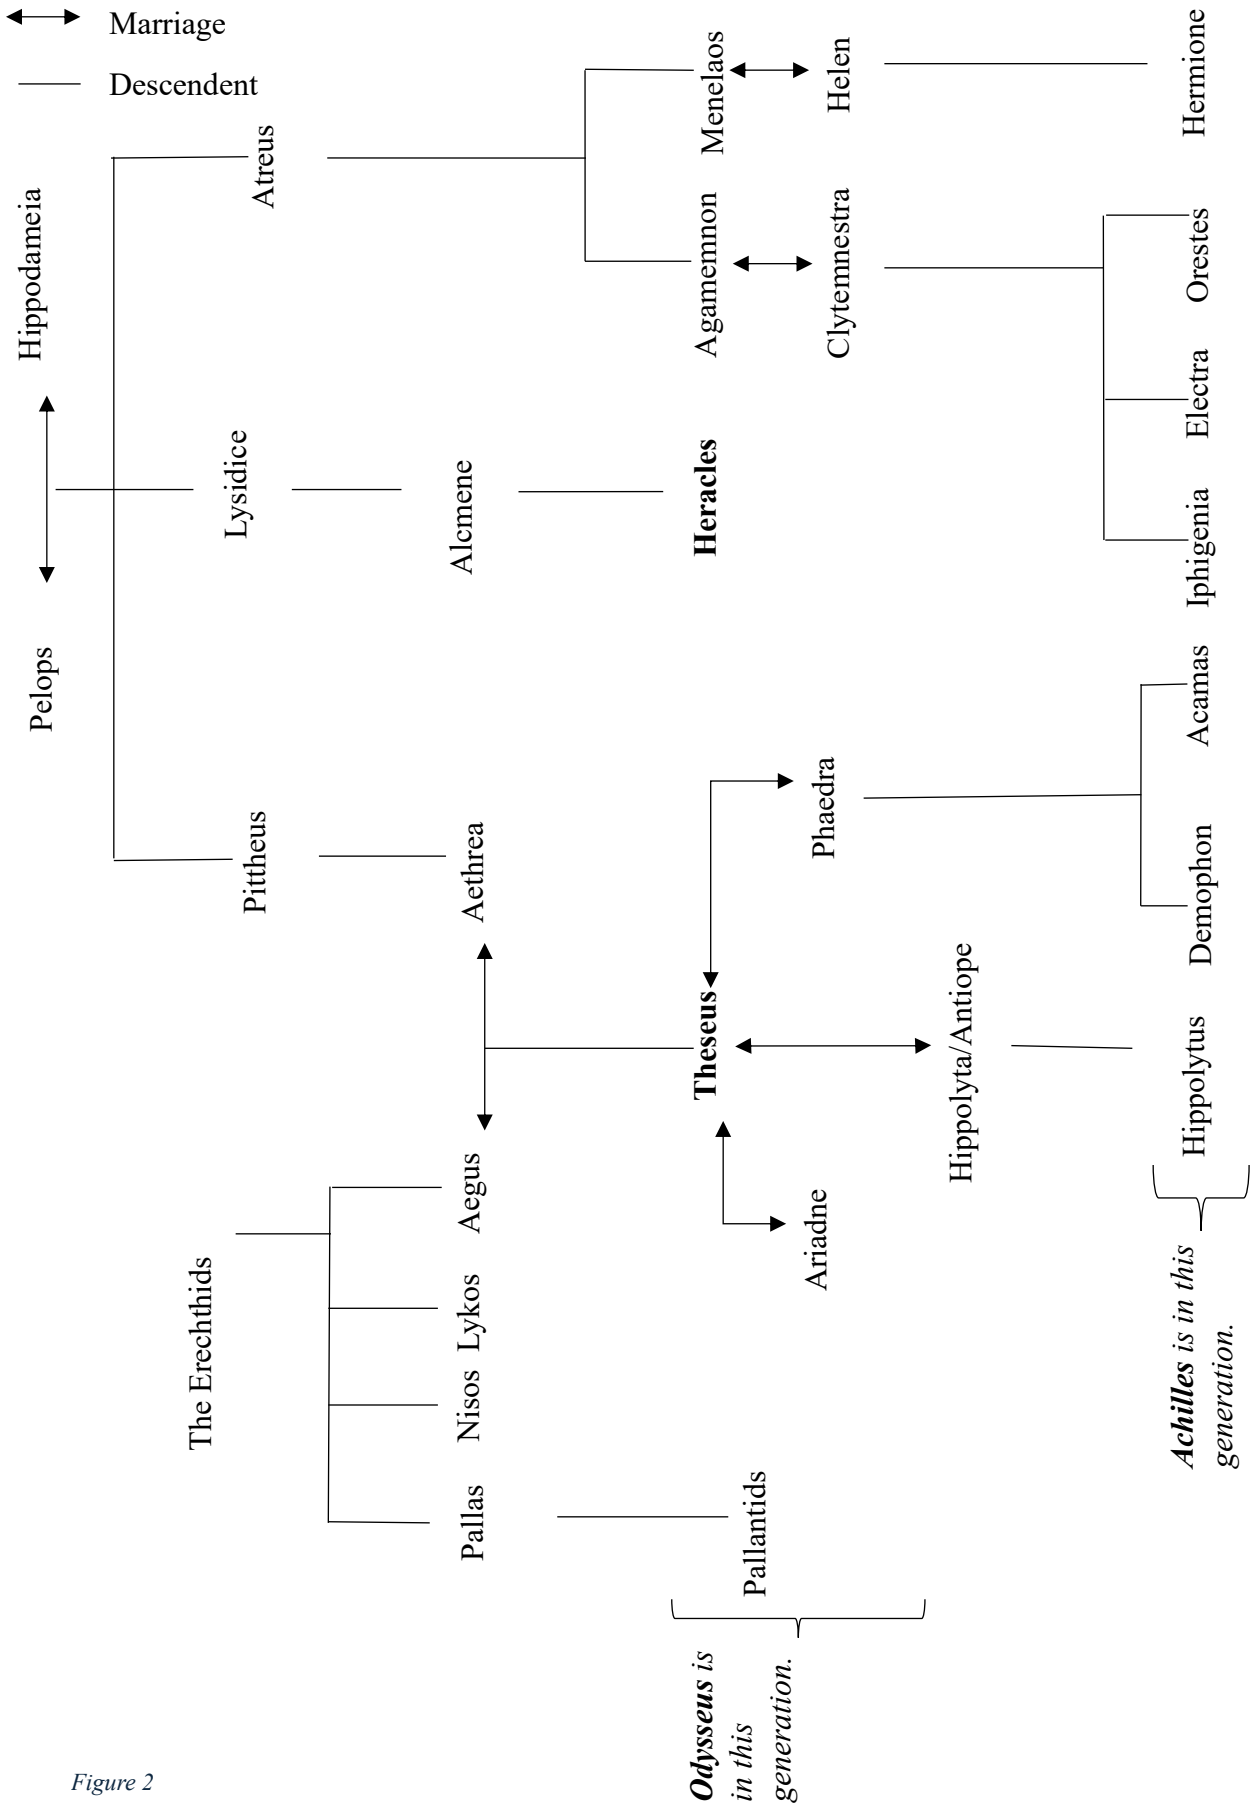 Marriage
Descendent
Pelops
Hippodameia
The Erechthids
Pittheus
Lysidice
Atreus
Pallas
Nisos
Lykos
Aegus
Aethrea
Alcmene
Odysseus is
in this
generation.
Pallantids
Theseus
Heracles
Agamemnon
Menelaos
Ariadne
Phaedra
Clytemnestra
Helen
Hippolyta/Antiope
Achilles is in this
generation.
Hippolytus
Demophon
Acamas
Iphigenia
Electra
Orestes
Hermione
Figure 2